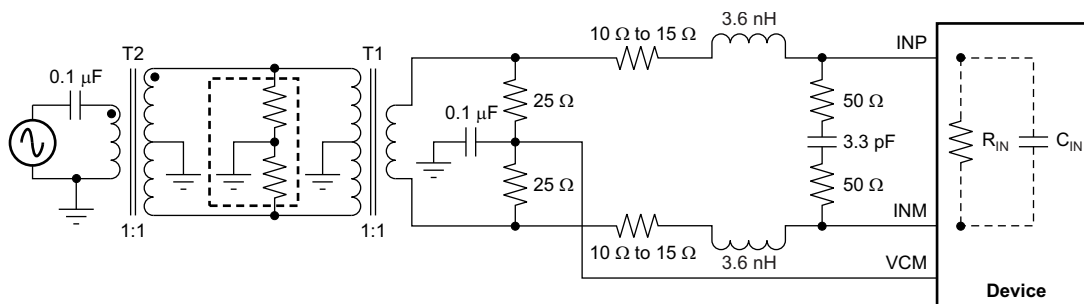 3.6 nH
10 Ω to 15 Ω
T2
T1
INP
0.1 μF
0.1 μF
25 Ω
50 Ω
3.3 pF
R_IN
C_IN
25 Ω
50 Ω
INM
1:1
1:1
10 Ω to 15 Ω
3.6 nH
VCM
Device